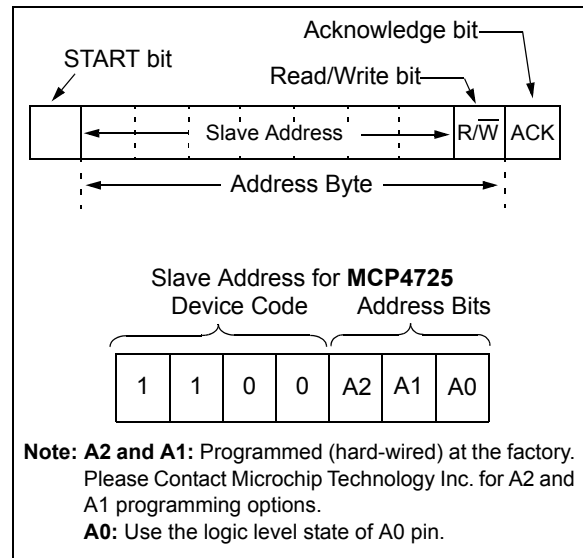 Acknowledge bit
START bit
Read/Write bit
Slave Address R/W̅ ACK
Address Byte
Slave Address for MCP4725
Device Code Address Bits
1 1 0 0 A2 A1 A0
Note: A2 and A1: Programmed (hard-wired) at the factory.
Please Contact Microchip Technology Inc. for A2 and
A1 programming options.
A0: Use the logic level state of A0 pin.